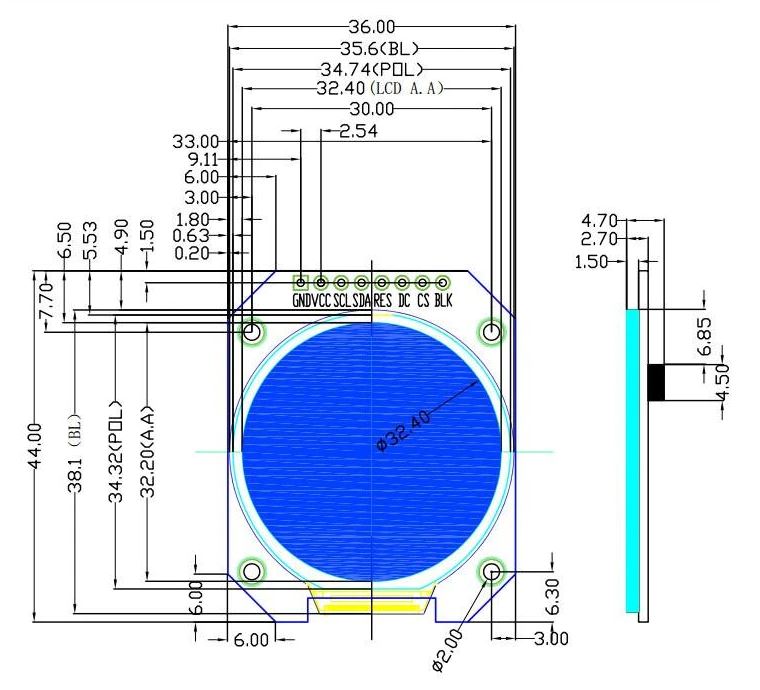 36.00
35.6(BL)
34.74(POL)
32.40(LCD A.A)
30.00
2.54
33.00
9.11
6.00
3.00
1.80
0.63
0.20
4.70
2.70
1.50
6.50
5.53
4.90
1.50
7.70
GND VCC SCL SDA RES DC CS BLK
6.85
4.50
ø32.40
44.00
38.1 (BL)
34.32(POL)
32.20(A.A)
6.00
6.30
6.00
ø2.00
3.00